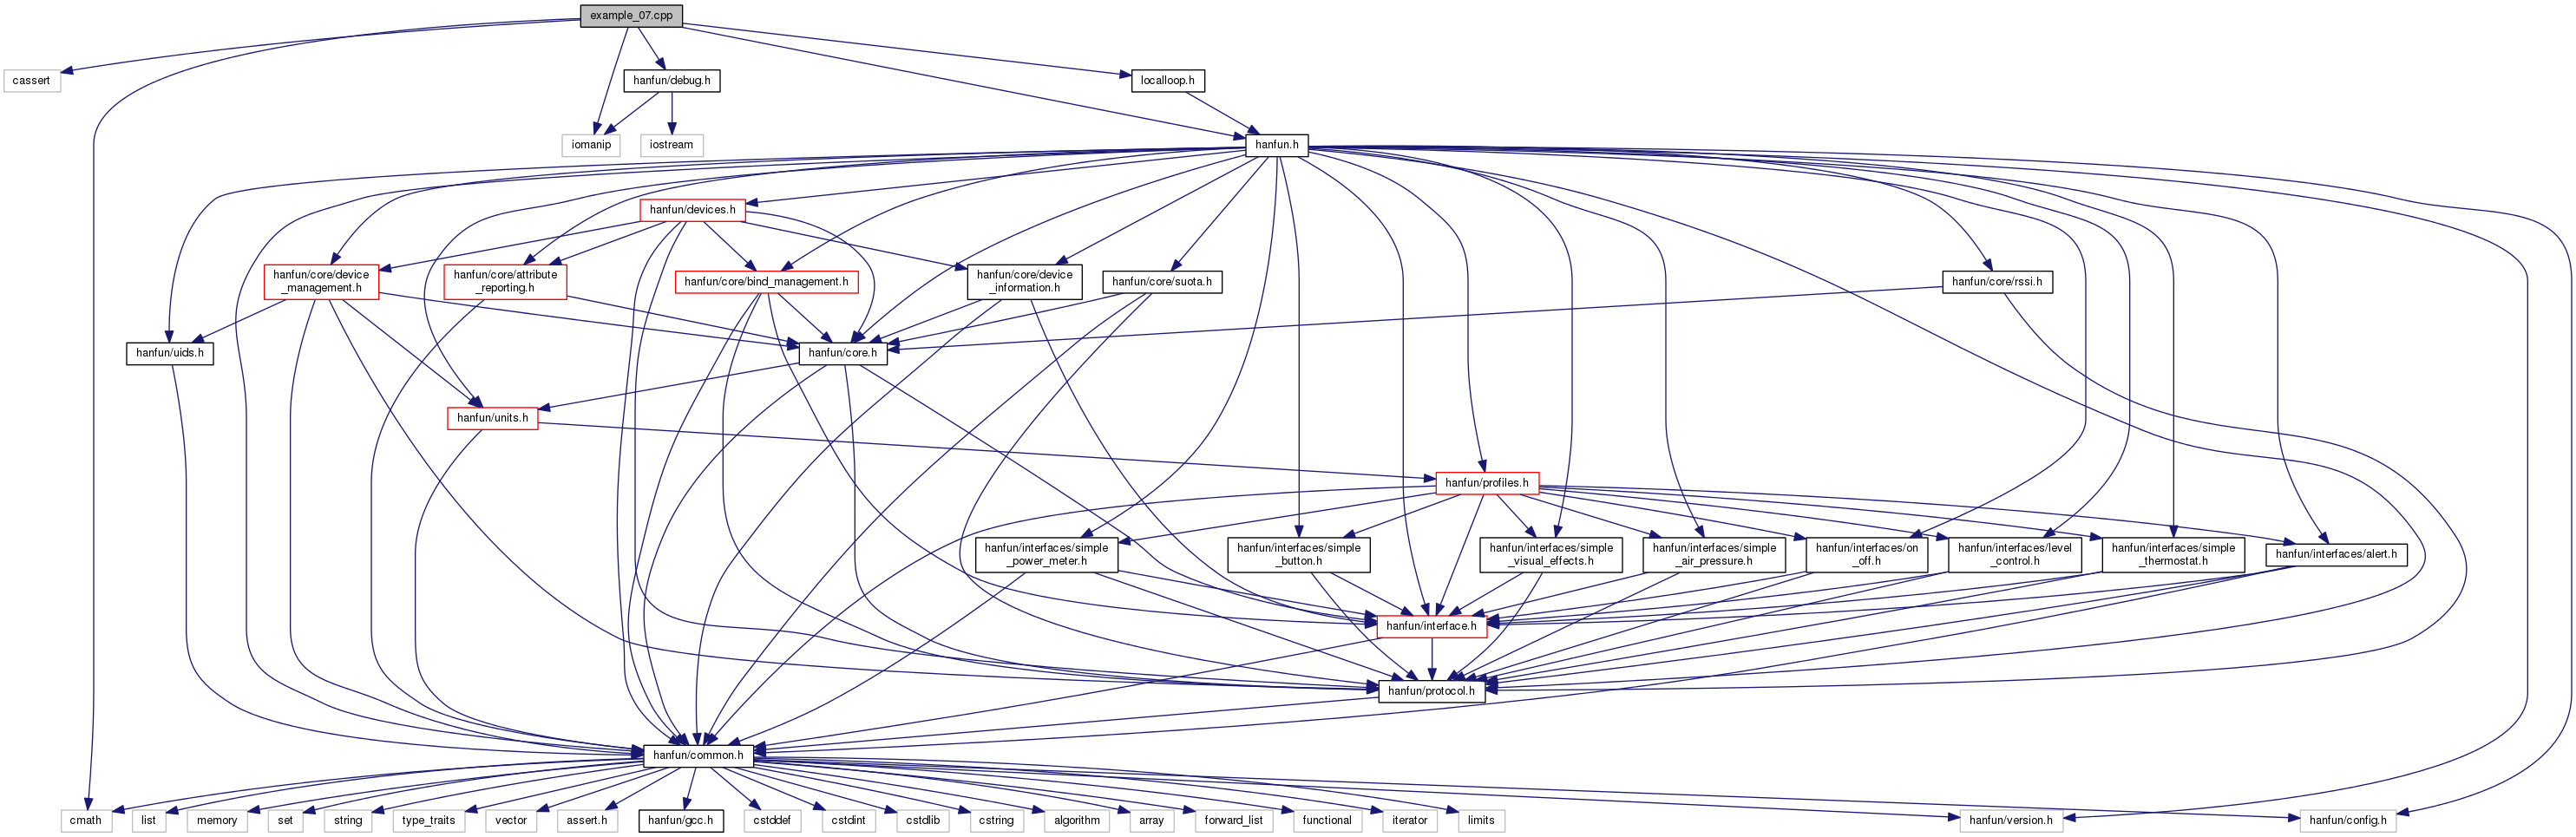 example_07.cpp
cassert
hanfun/debug.h
localloop.h
iomanip
iostream
hanfun.h
hanfun/devices.h
hanfun/core/device
_management.h
hanfun/core/attribute
_reporting.h
hanfun/core/bind_management.h
hanfun/core/device
_information.h
hanfun/core/suota.h
hanfun/core/rssi.h
hanfun/uids.h
hanfun/core.h
hanfun/units.h
hanfun/profiles.h
hanfun/interfaces/simple
_power_meter.h
hanfun/interfaces/simple
_button.h
hanfun/interfaces/simple
_visual_effects.h
hanfun/interfaces/simple
_air_pressure.h
hanfun/interfaces/on
_off.h
hanfun/interfaces/level
_control.h
hanfun/interfaces/simple
_thermostat.h
hanfun/interfaces/alert.h
hanfun/interface.h
hanfun/protocol.h
hanfun/common.h
cmath
list
memory
set
string
type_traits
vector
assert.h
hanfun/gcc.h
cstddef
cstdint
cstdlib
cstring
algorithm
array
forward_list
functional
iterator
limits
hanfun/version.h
hanfun/config.h